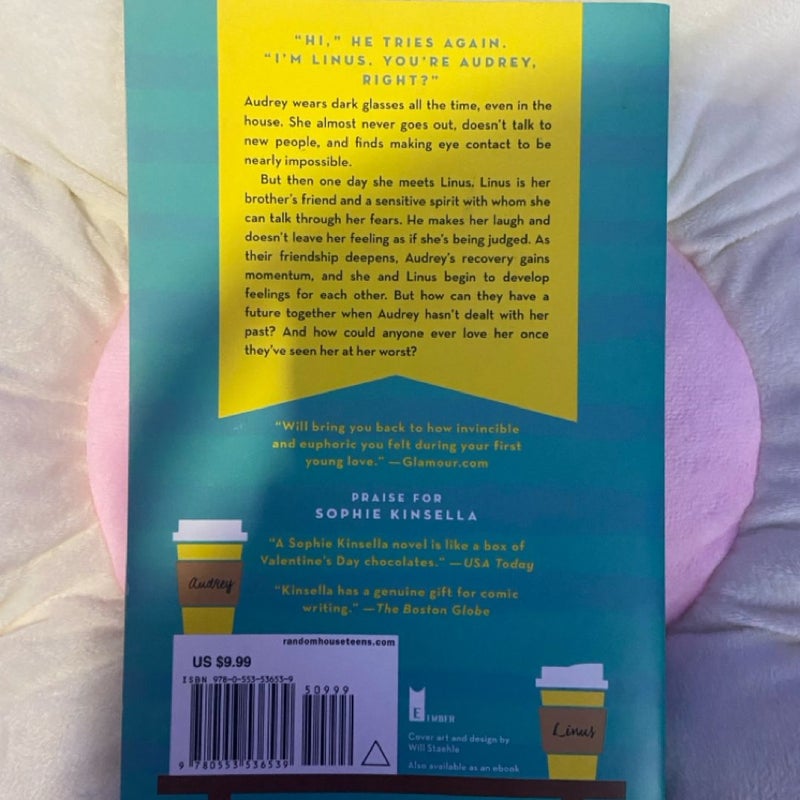 "HI," HE TRIES AGAIN.
"I'M LINUS. YOU'RE AUDREY,
RIGHT?"
Audrey wears dark glasses all the time, even in the
house. She almost never goes out, doesn't talk to
new people, and finds making eye contact to be
nearly impossible.
But then one day she meets Linus. Linus is her
brother's friend and a sensitive spirit with whom she
can talk through her fears. He makes her laugh and
doesn't leave her feeling as if she's being judged. As
their friendship deepens, Audrey's recovery gains
momentum, and she and Linus begin to develop
feelings for each other. But how can they have a
future together when Audrey hasn't dealt with her
past? And how could anyone ever love her once
they've seen her at her worst?
"Will bring you back to how invincible
and euphoric you felt during your first
young love." —Glamour.com
PRAISE FOR
SOPHIE KINSELLA
"A Sophie Kinsella novel is like a box of
Valentine's Day chocolates." —USA Today
"Kinsella has a genuine gift for comic
writing." —The Boston Globe
Audrey
randomhouseteens.com
US $9.99
ISBN 978-0-553-53653-9
50999
9 780553 536539
E EMBER
Cover art and design by
Will Staehle
Also available as an ebook
Linus